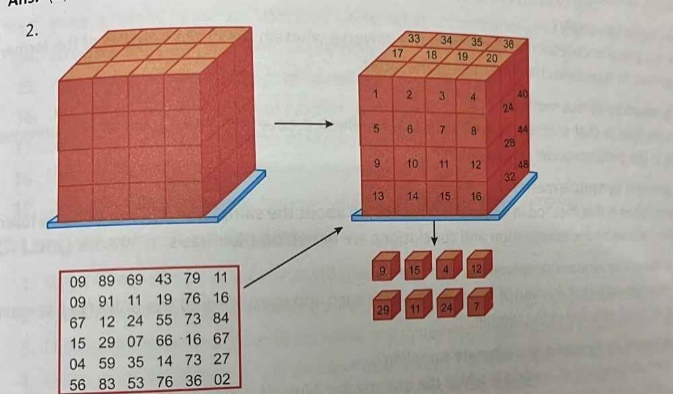 2.
33 34 35 36
17 18 19 20
1 2 3 4 24 40
5 6 7 8 28 44
9 10 11 12 32 48
13 14 15 16
9 15 4 12
29 11 24 7
09 89 69 43 79 11
09 91 11 19 76 16
67 12 24 55 73 84
15 29 07 66 16 67
04 59 35 14 73 27
56 83 53 76 36 02